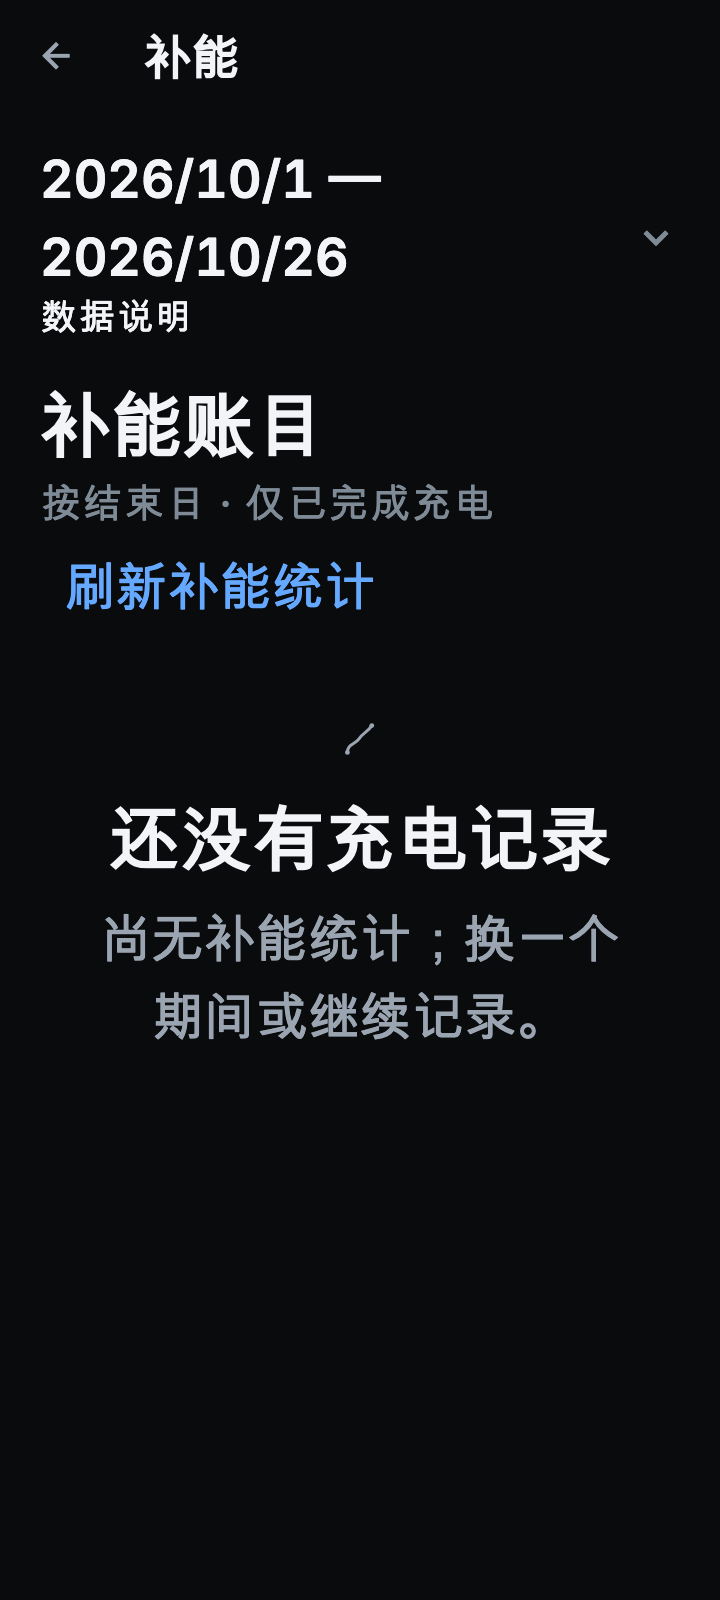 补能
2026/10/1 —
2026/10/26
数据说明
补能账目
按结束日 · 仅已完成充电
刷新补能统计
还没有充电记录
尚无补能统计；换一个
期间或继续记录。